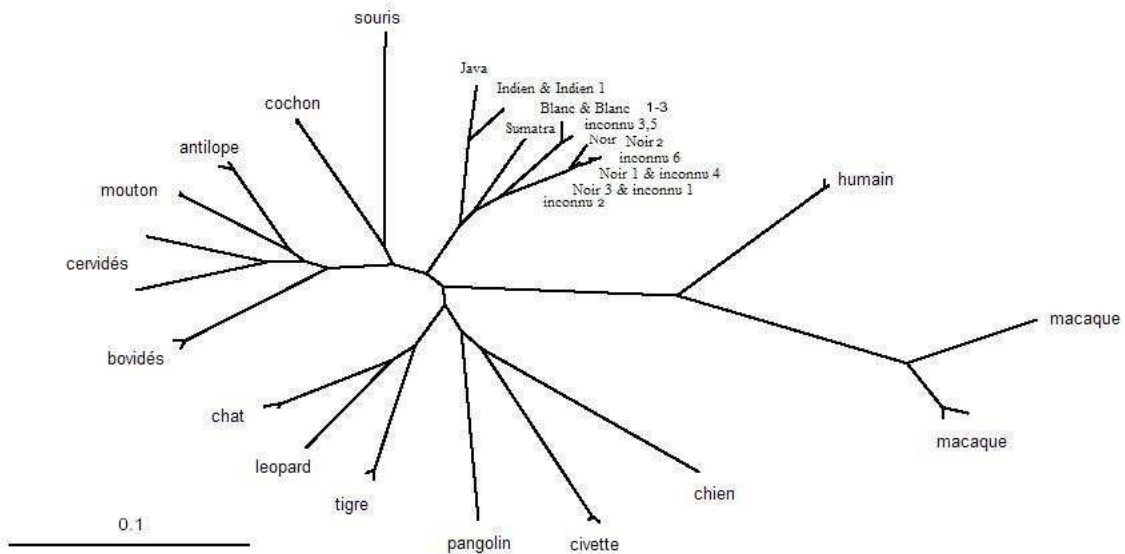 souris
Java
Indien & Indien 1
cochon
Blanc & Blanc 1-3
Sumatra
inconnu 3,5
Noir Noir 2
antilope
inconnu 6
Noir 1 & inconnu 4
humain
mouton
Noir 3 & inconnu 1
inconnu 2
cervidés
macaque
bovidés
chat
macaque
leopard
chien
tigre
0.1
pangolin
civette